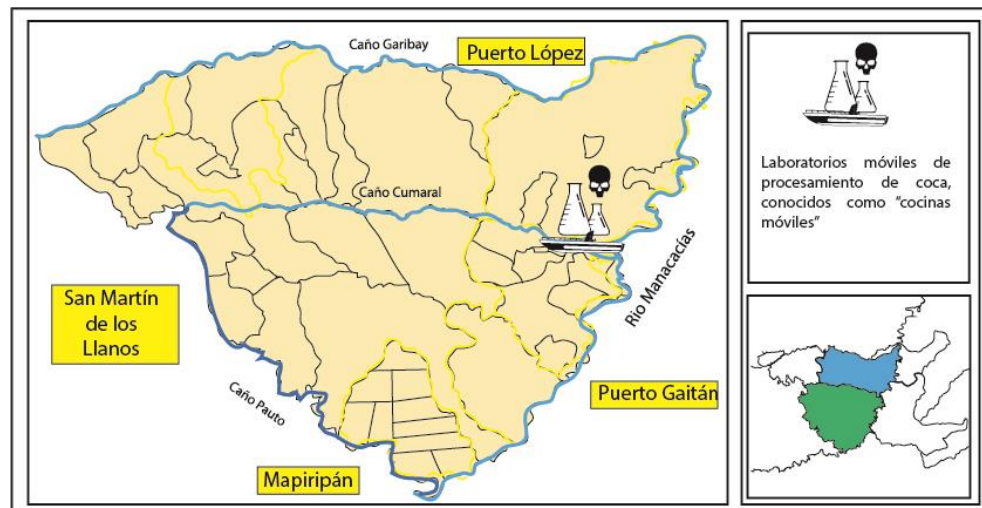 Caño Garibay
Puerto López
Caño Cumaral
San Martín
de los
Llanos
Río Manacacías
Caño Pauto
Puerto Gaitán
Mapiripán
Laboratorios móviles de
procesamiento de coca,
conocidos como "cocinas
móviles"